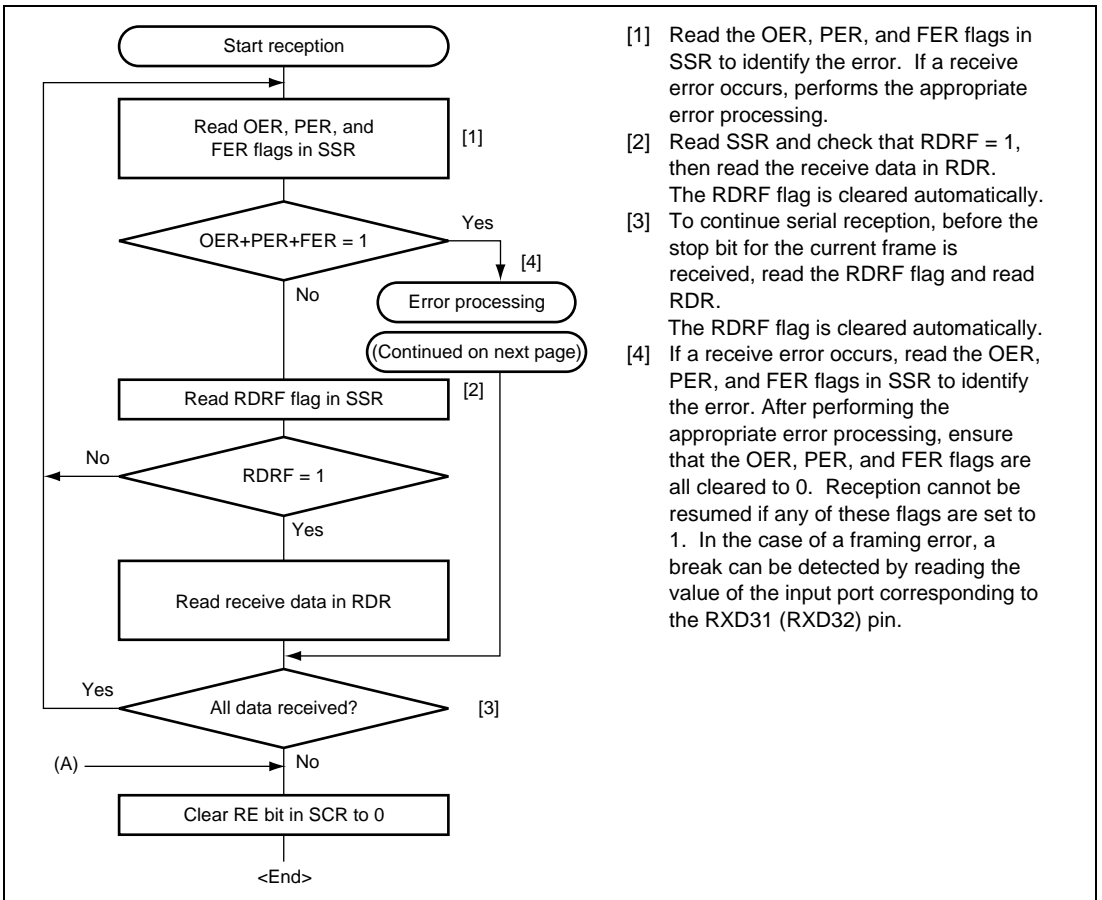 Start reception
Read OER, PER, and
FER flags in SSR
[1]
OER+PER+FER = 1
Yes
[4]
No
Error processing
(Continued on next page)
Read RDRF flag in SSR
[2]
No
RDRF = 1
Yes
Read receive data in RDR
Yes
All data received?
[3]
(A)
No
Clear RE bit in SCR to 0
<End>
[1] Read the OER, PER, and FER flags in
SSR to identify the error. If a receive
error occurs, performs the appropriate
error processing.
[2] Read SSR and check that RDRF = 1,
then read the receive data in RDR.
The RDRF flag is cleared automatically.
[3] To continue serial reception, before the
stop bit for the current frame is
received, read the RDRF flag and read
RDR.
The RDRF flag is cleared automatically.
[4] If a receive error occurs, read the OER,
PER, and FER flags in SSR to identify
the error. After performing the
appropriate error processing, ensure
that the OER, PER, and FER flags are
all cleared to 0. Reception cannot be
resumed if any of these flags are set to
1. In the case of a framing error, a
break can be detected by reading the
value of the input port corresponding to
the RXD31 (RXD32) pin.